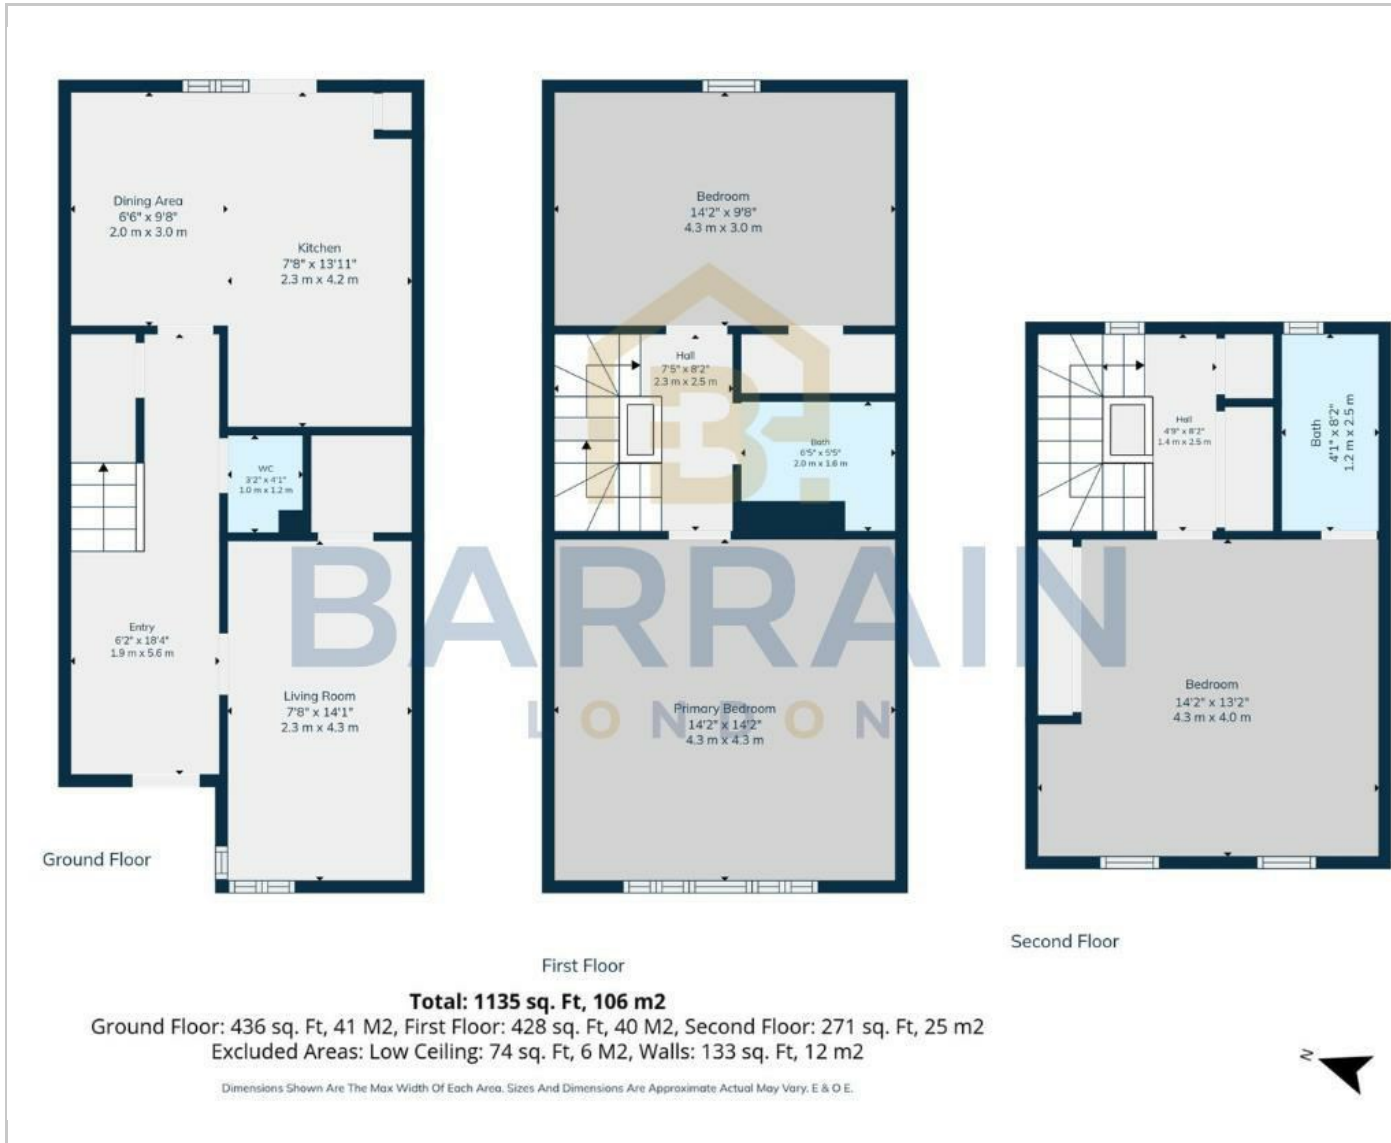 Dining Area
6'6" x 9'8"
2.0 m x 3.0 m
Kitchen
7'8" x 13'11"
2.3 m x 4.2 m
WC
3'2" x 4'1"
1.0 m x 1.2 m
Entry
6'2" x 18'4"
1.9 m x 5.6 m
Living Room
7'8" x 14'1"
2.3 m x 4.3 m
Ground Floor
Bedroom
14'2" x 9'8"
4.3 m x 3.0 m
Hall
7'5" x 8'2"
2.3 m x 2.5 m
Bath
6'5" x 5'5"
2.0 m x 1.6 m
Primary Bedroom
14'2" x 14'2"
4.3 m x 4.3 m
First Floor
Hall
4'9" x 8'2"
1.4 m x 2.5 m
Bath
4'1" x 8'2"
1.2 m x 2.5 m
Bedroom
14'2" x 13'2"
4.3 m x 4.0 m
Second Floor
BARRAIN
LONDON
Total: 1135 sq. Ft, 106 m2
Ground Floor: 436 sq. Ft, 41 M2, First Floor: 428 sq. Ft, 40 M2, Second Floor: 271 sq. Ft, 25 m2
Excluded Areas: Low Ceiling: 74 sq. Ft, 6 M2, Walls: 133 sq. Ft, 12 m2
Dimensions Shown Are The Max Width Of Each Area. Sizes And Dimensions Are Approximate Actual May Vary. E & O E.
N